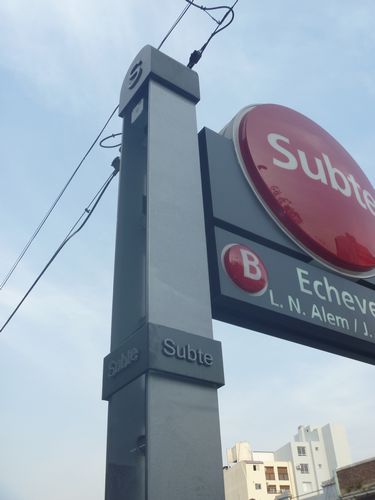 S
Subte
B
Echeve
L. N. Alem / J.
Subte
Subte